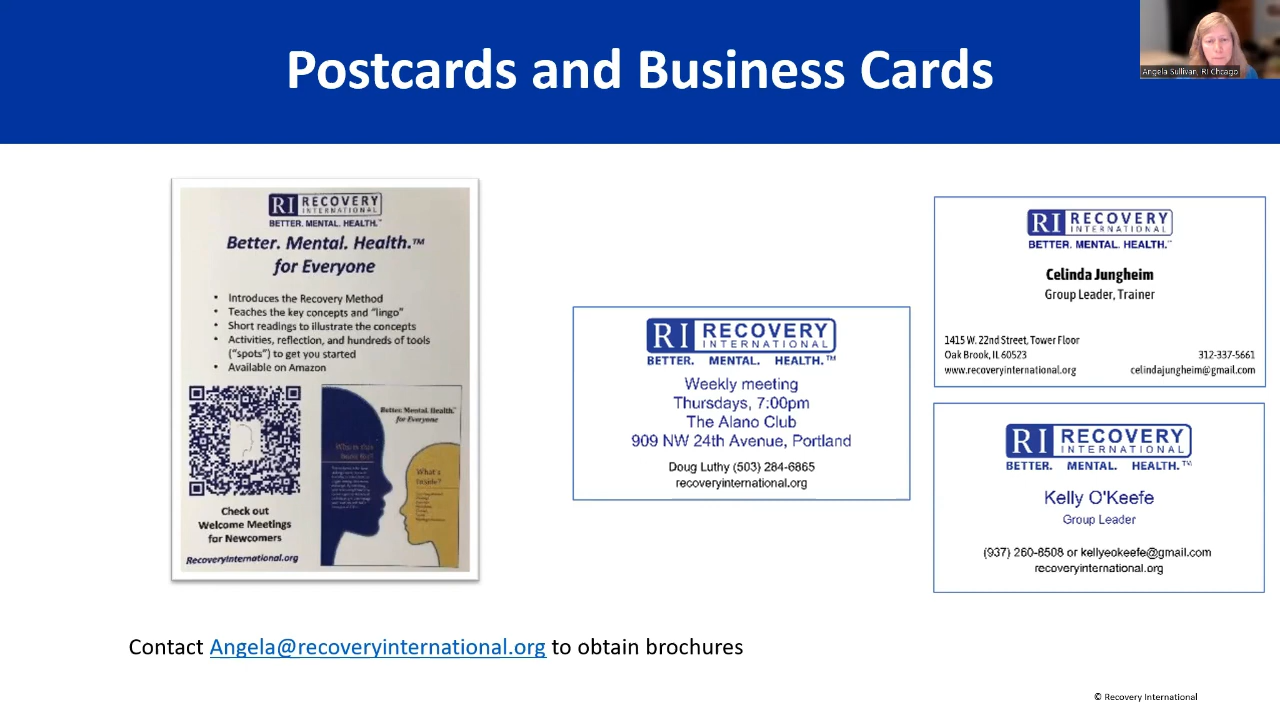 Postcards and Business Cards
Angela Sullivan, RI Chicago
RI RECOVERY
INTERNATIONAL
BETTER. MENTAL. HEALTH.™
Better. Mental. Health.™
for Everyone
• Introduces the Recovery Method
• Teaches the key concepts and "lingo"
• Short readings to illustrate the concepts
• Activities, reflection, and hundreds of tools
("spots") to get you started
• Available on Amazon
Check out
Welcome Meetings
for Newcomers
RecoveryInternational.org
Better. Mental. Health.™
for Everyone
Who is this
book for?
What's
Inside?
RI RECOVERY
INTERNATIONAL
BETTER. MENTAL. HEALTH.™
Weekly meeting
Thursdays, 7:00pm
The Alano Club
909 NW 24th Avenue, Portland
Doug Luthy (503) 284-6865
recoveryinternational.org
RI RECOVERY
INTERNATIONAL
BETTER. MENTAL. HEALTH.™
Celinda Jungheim
Group Leader, Trainer
1415 W. 22nd Street, Tower Floor
Oak Brook, IL 60523
312-337-5661
www.recoveryinternational.org
celindajungheim@gmail.com
RI RECOVERY
INTERNATIONAL
BETTER. MENTAL. HEALTH.™
Kelly O'Keefe
Group Leader
(937) 260-8508 or kellyeokeefe@gmail.com
recoveryinternational.org
Contact Angela@recoveryinternational.org to obtain brochures
© Recovery International